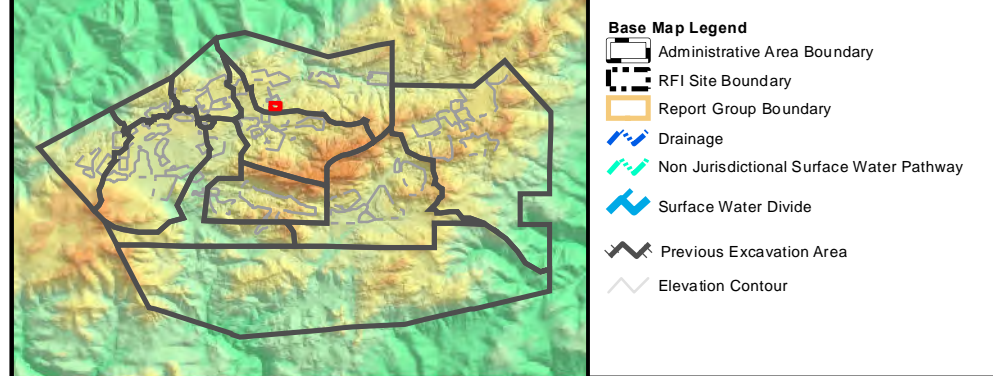 Base Map Legend
Administrative Area Boundary
RFI Site Boundary
Report Group Boundary
Drainage
Non Jurisdictional Surface Water Pathway
Surface Water Divide
Previous Excavation Area
Elevation Contour